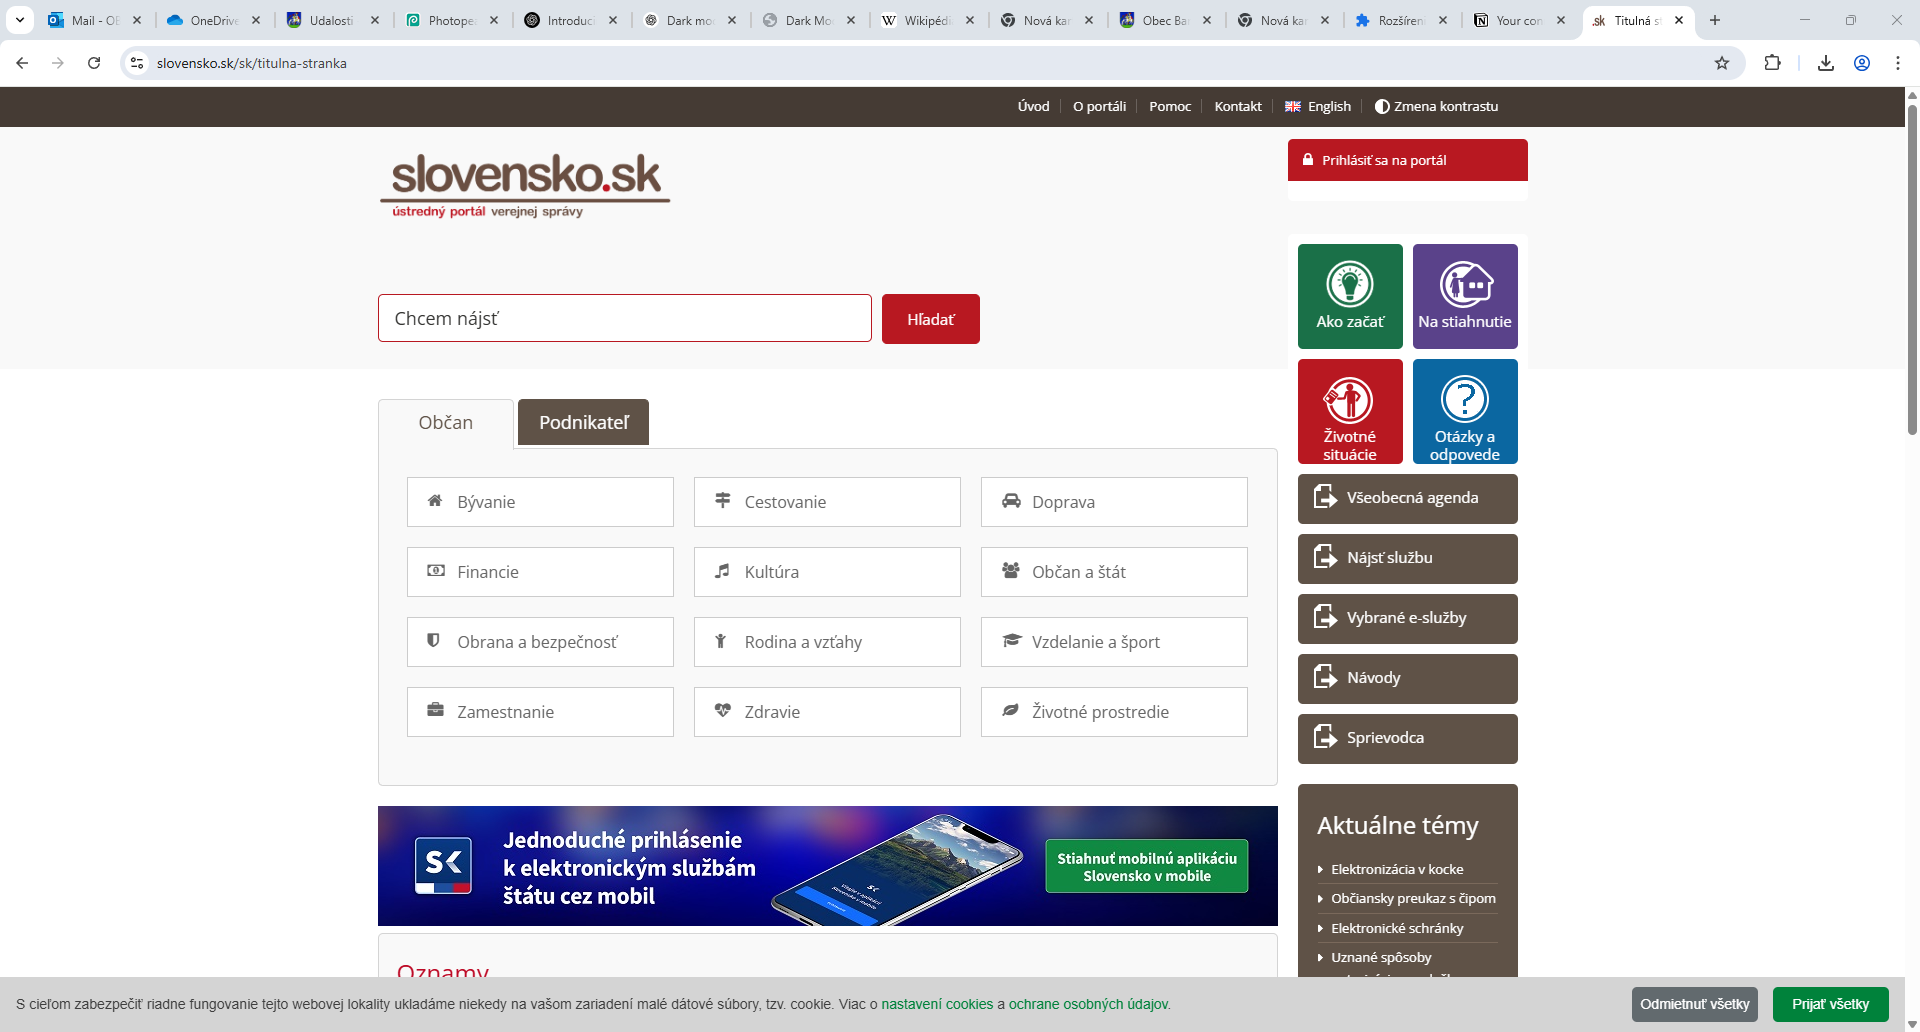 Mail - OB
OneDrive
Udalosti
Photopea
Introduci
Dark mo
Dark Mo
Wikipédi
Nová kar
Obec Ba
Nová kar
Rozšíren
Your con
Titulná s
slovensko.sk/sk/titulna-stranka
Úvod
O portáli
Pomoc
Kontakt
English
Zmena kontrastu
slovensko.sk
ústredný portál verejnej správy
Prihlásiť sa na portál
Chcem nájsť
Hľadať
Ako začať
Na stiahnutie
Životné
situácie
Otázky a
odpovede
Občan
Podnikateľ
Bývanie
Cestovanie
Doprava
Financie
Kultúra
Občan a štát
Obrana a bezpečnosť
Rodina a vzťahy
Vzdelanie a šport
Zamestnanie
Zdravie
Životné prostredie
Všeobecná agenda
Nájsť službu
Vybrané e-služby
Návody
Sprievodca
Jednoduché prihlásenie
k elektronickým službám
štátu cez mobil
Stiahnuť mobilnú aplikáciu
Slovensko v mobile
Aktuálne témy
Elektronizácia v kocke
Občiansky preukaz s čipom
Elektronické schránky
Uznané spôsoby
Oznamy
S cieľom zabezpečiť riadne fungovanie tejto webovej lokality ukladáme niekedy na vašom zariadení malé dátové súbory, tzv. cookie. Viac o nastavení cookies a ochrane osobných údajov.
Odmietnuť všetky
Prijať všetky